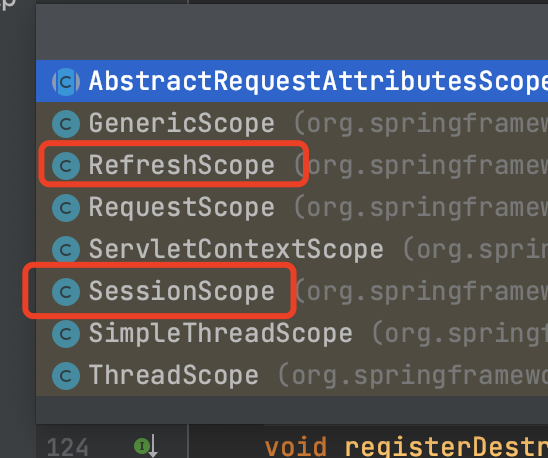 AbstractRequestAttributesScope
GenericScope (org.springframew
RefreshScope (org.springframew
RequestScope (org.springframew
ServletContextScope (org.spring
SessionScope (org.springframew
SimpleThreadScope (org.springf
ThreadScope (org.springframewo
124 void registerDestr